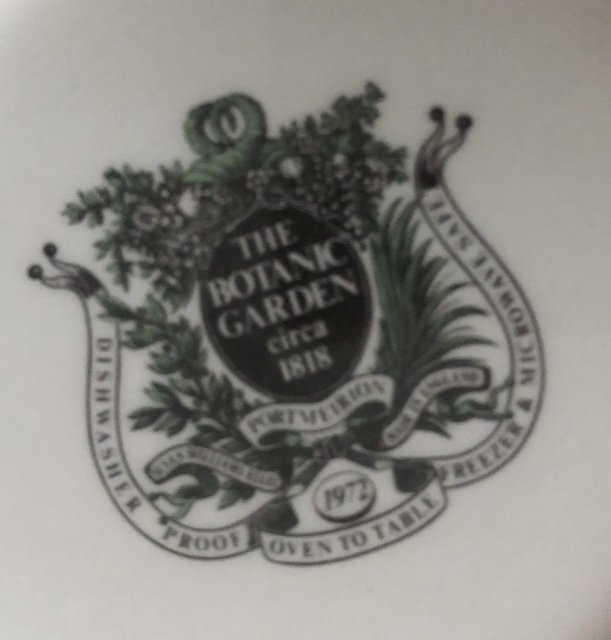 THE
BOTANIC
GARDEN
circa
1818
PORTMEIRION
SUSAN WILLIAMS-ELLIS
MADE IN ENGLAND
1972
DISHWASHER
PROOF
OVEN TO TABLE
FREEZER & MICROWAVE SAFE